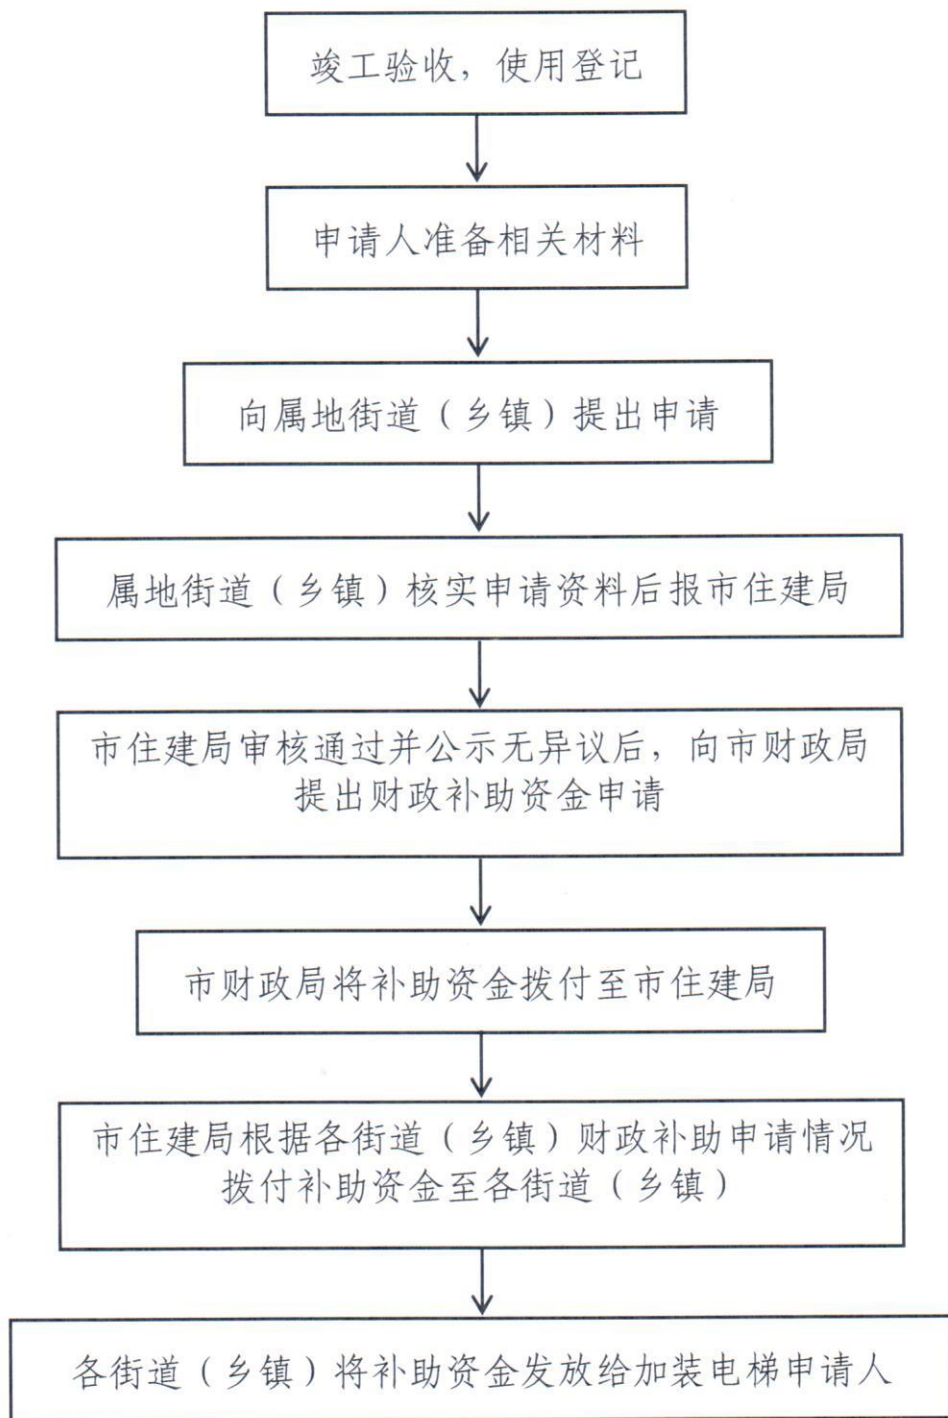 竣工验收，使用登记
申请人准备相关材料
向属地街道（乡镇）提出申请
属地街道（乡镇）核实申请资料后报市住建局
市住建局审核通过并公示无异议后，向市财政局
提出财政补助资金申请
市财政局将补助资金拨付至市住建局
市住建局根据各街道（乡镇）财政补助申请情况
拨付补助资金至各街道（乡镇）
各街道（乡镇）将补助资金发放给加装电梯申请人